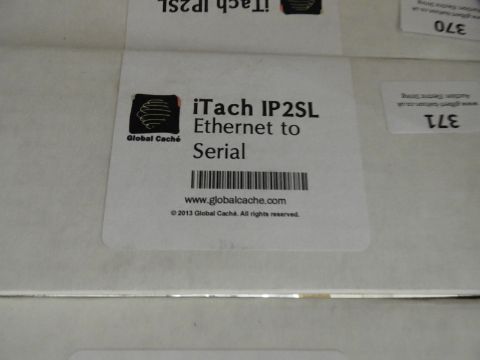 iTach IP2SL
370
iTach IP2SL
Ethernet to
Serial
Global Caché
www.globalcache.com
© 2013 Global Caché. All rights reserved.
371